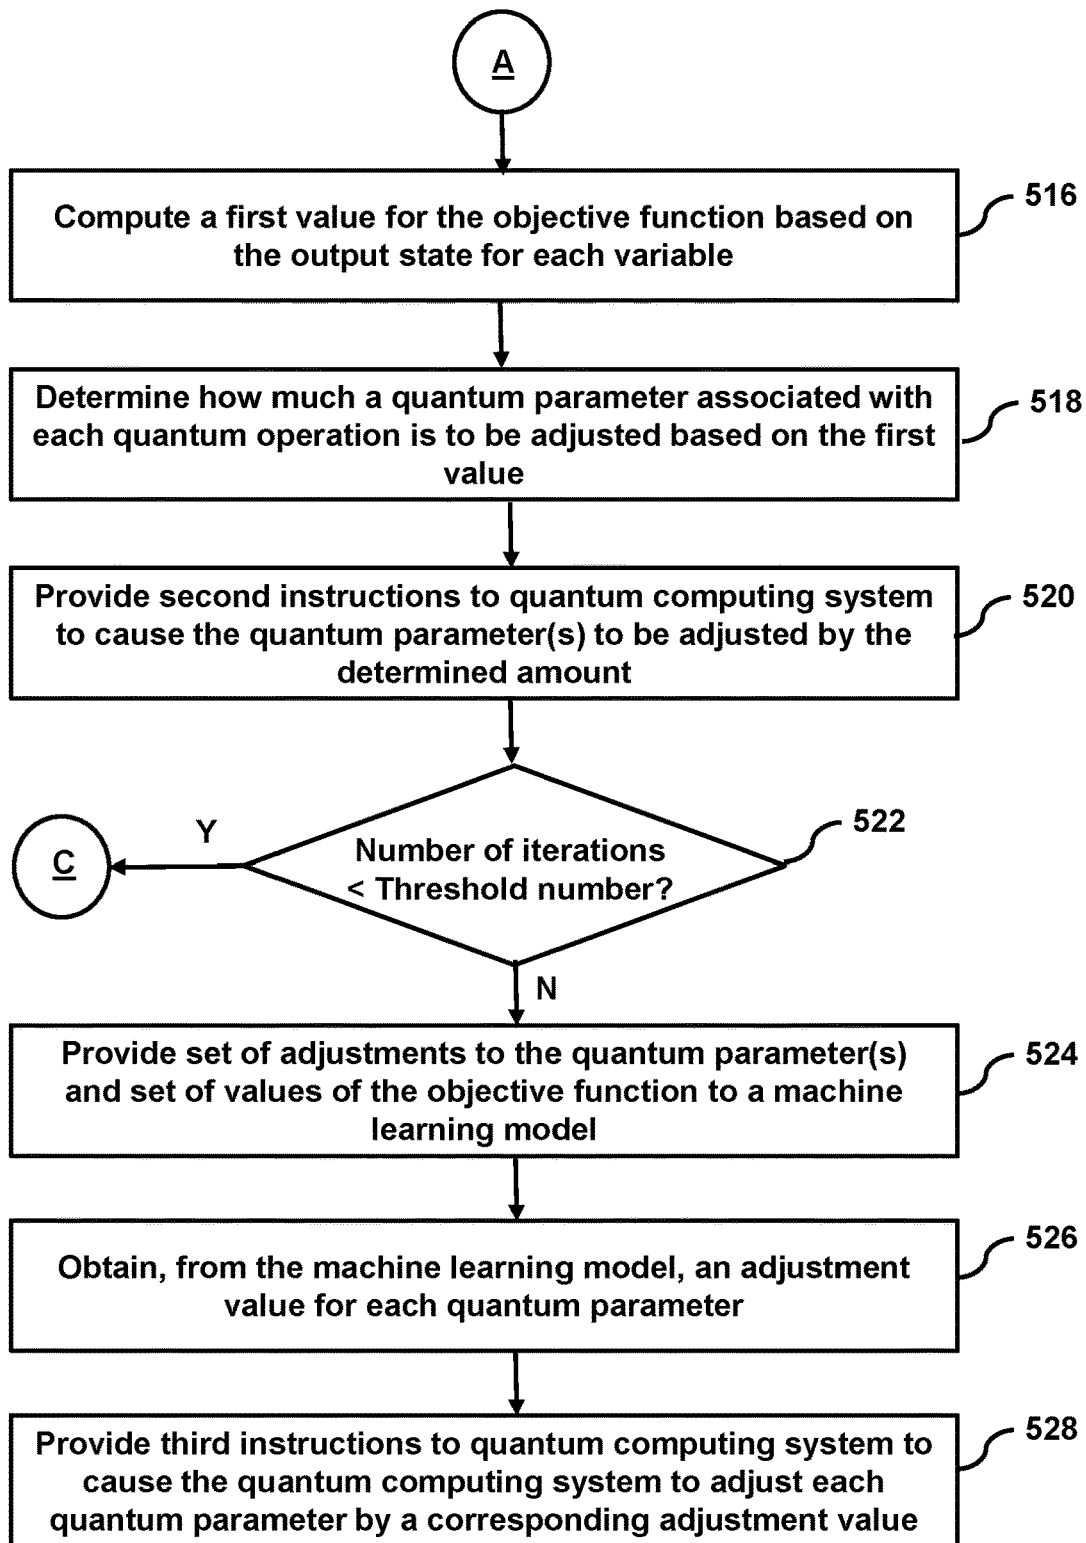 A
Compute a first value for the objective function based on
the output state for each variable
516
Determine how much a quantum parameter associated with
each quantum operation is to be adjusted based on the first
value
518
Provide second instructions to quantum computing system
to cause the quantum parameter(s) to be adjusted by the
determined amount
520
Number of iterations
< Threshold number?
522
Y
C
N
Provide set of adjustments to the quantum parameter(s)
and set of values of the objective function to a machine
learning model
524
Obtain, from the machine learning model, an adjustment
value for each quantum parameter
526
Provide third instructions to quantum computing system to
cause the quantum computing system to adjust each
quantum parameter by a corresponding adjustment value
528